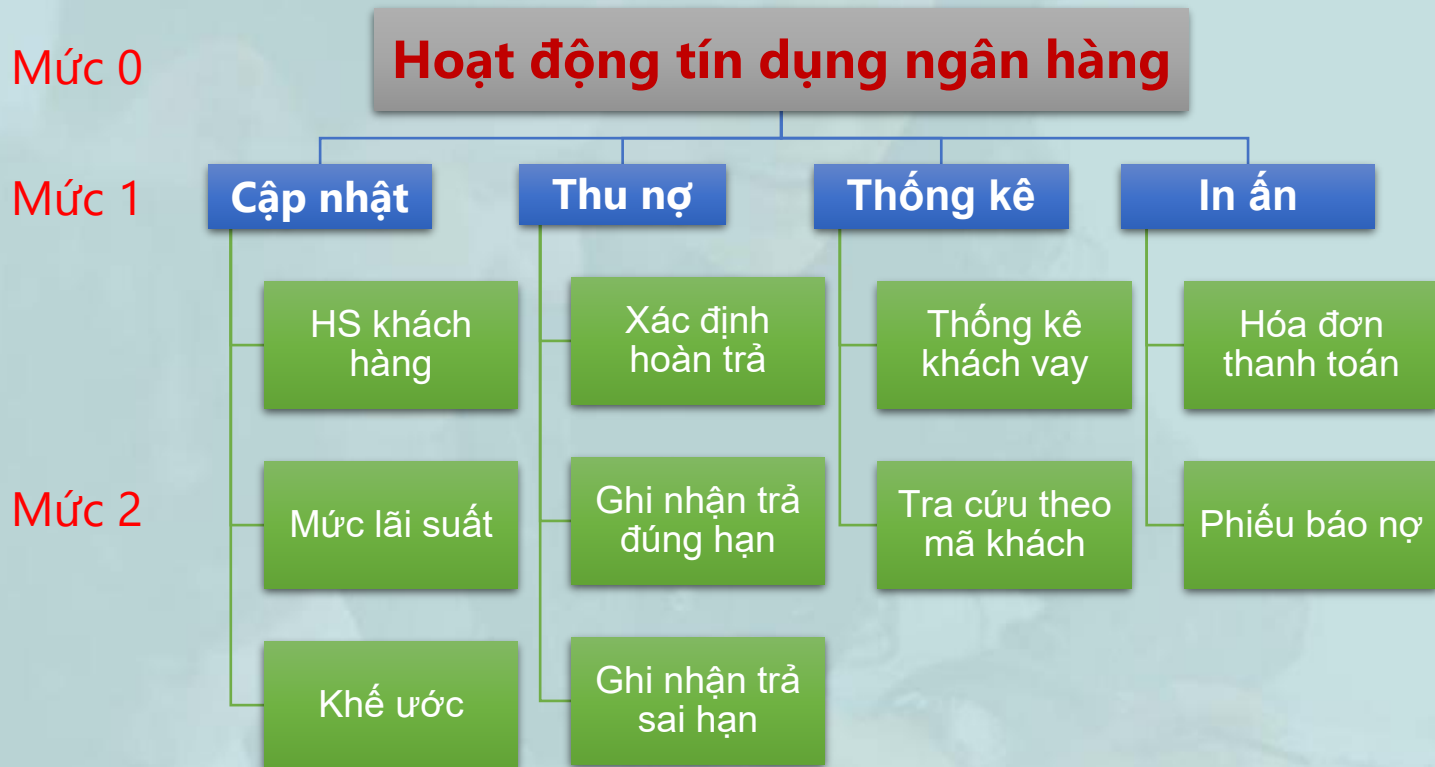 Mức 0
Hoạt động tín dụng ngân hàng
Mức 1
Cập nhật
Thu nợ
Thống kê
In ấn
HS khách
hàng
Xác định
hoàn trả
Thống kê
khách vay
Hóa đơn
thanh toán
Mức 2
Mức lãi suất
Ghi nhận trả
đúng hạn
Tra cứu theo
mã khách
Phiếu báo nợ
Khế ước
Ghi nhận trả
sai hạn